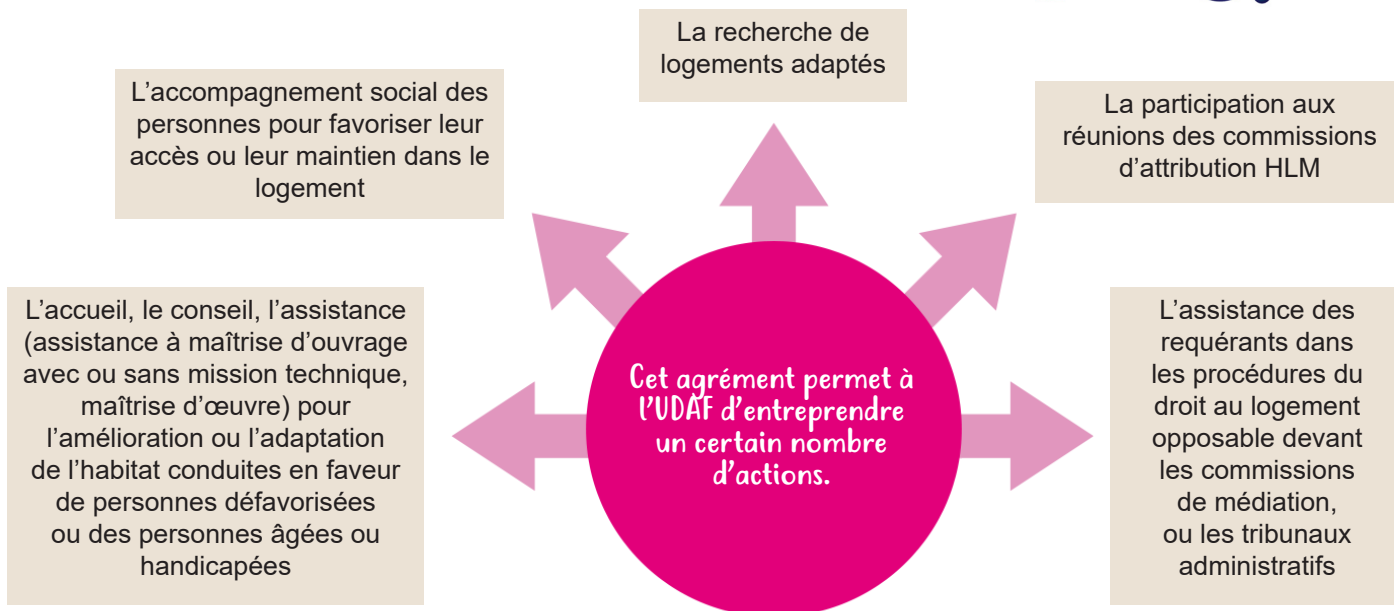 La recherche de
logements adaptés
L’accompagnement social des
personnes pour favoriser leur
accès ou leur maintien dans le
logement
La participation aux
réunions des commissions
d’attribution HLM
L’accueil, le conseil, l’assistance
(assistance à maîtrise d’ouvrage
avec ou sans mission technique,
maîtrise d’œuvre) pour
l’amélioration ou l’adaptation
de l’habitat conduites en faveur
de personnes défavorisées
ou des personnes âgées ou
handicapées
Cet agrément permet à
l’UDAF d’entreprendre
un certain nombre
d’actions.
L’assistance des
requérants dans
les procédures du
droit au logement
opposable devant
les commissions
de médiation,
ou les tribunaux
administratifs